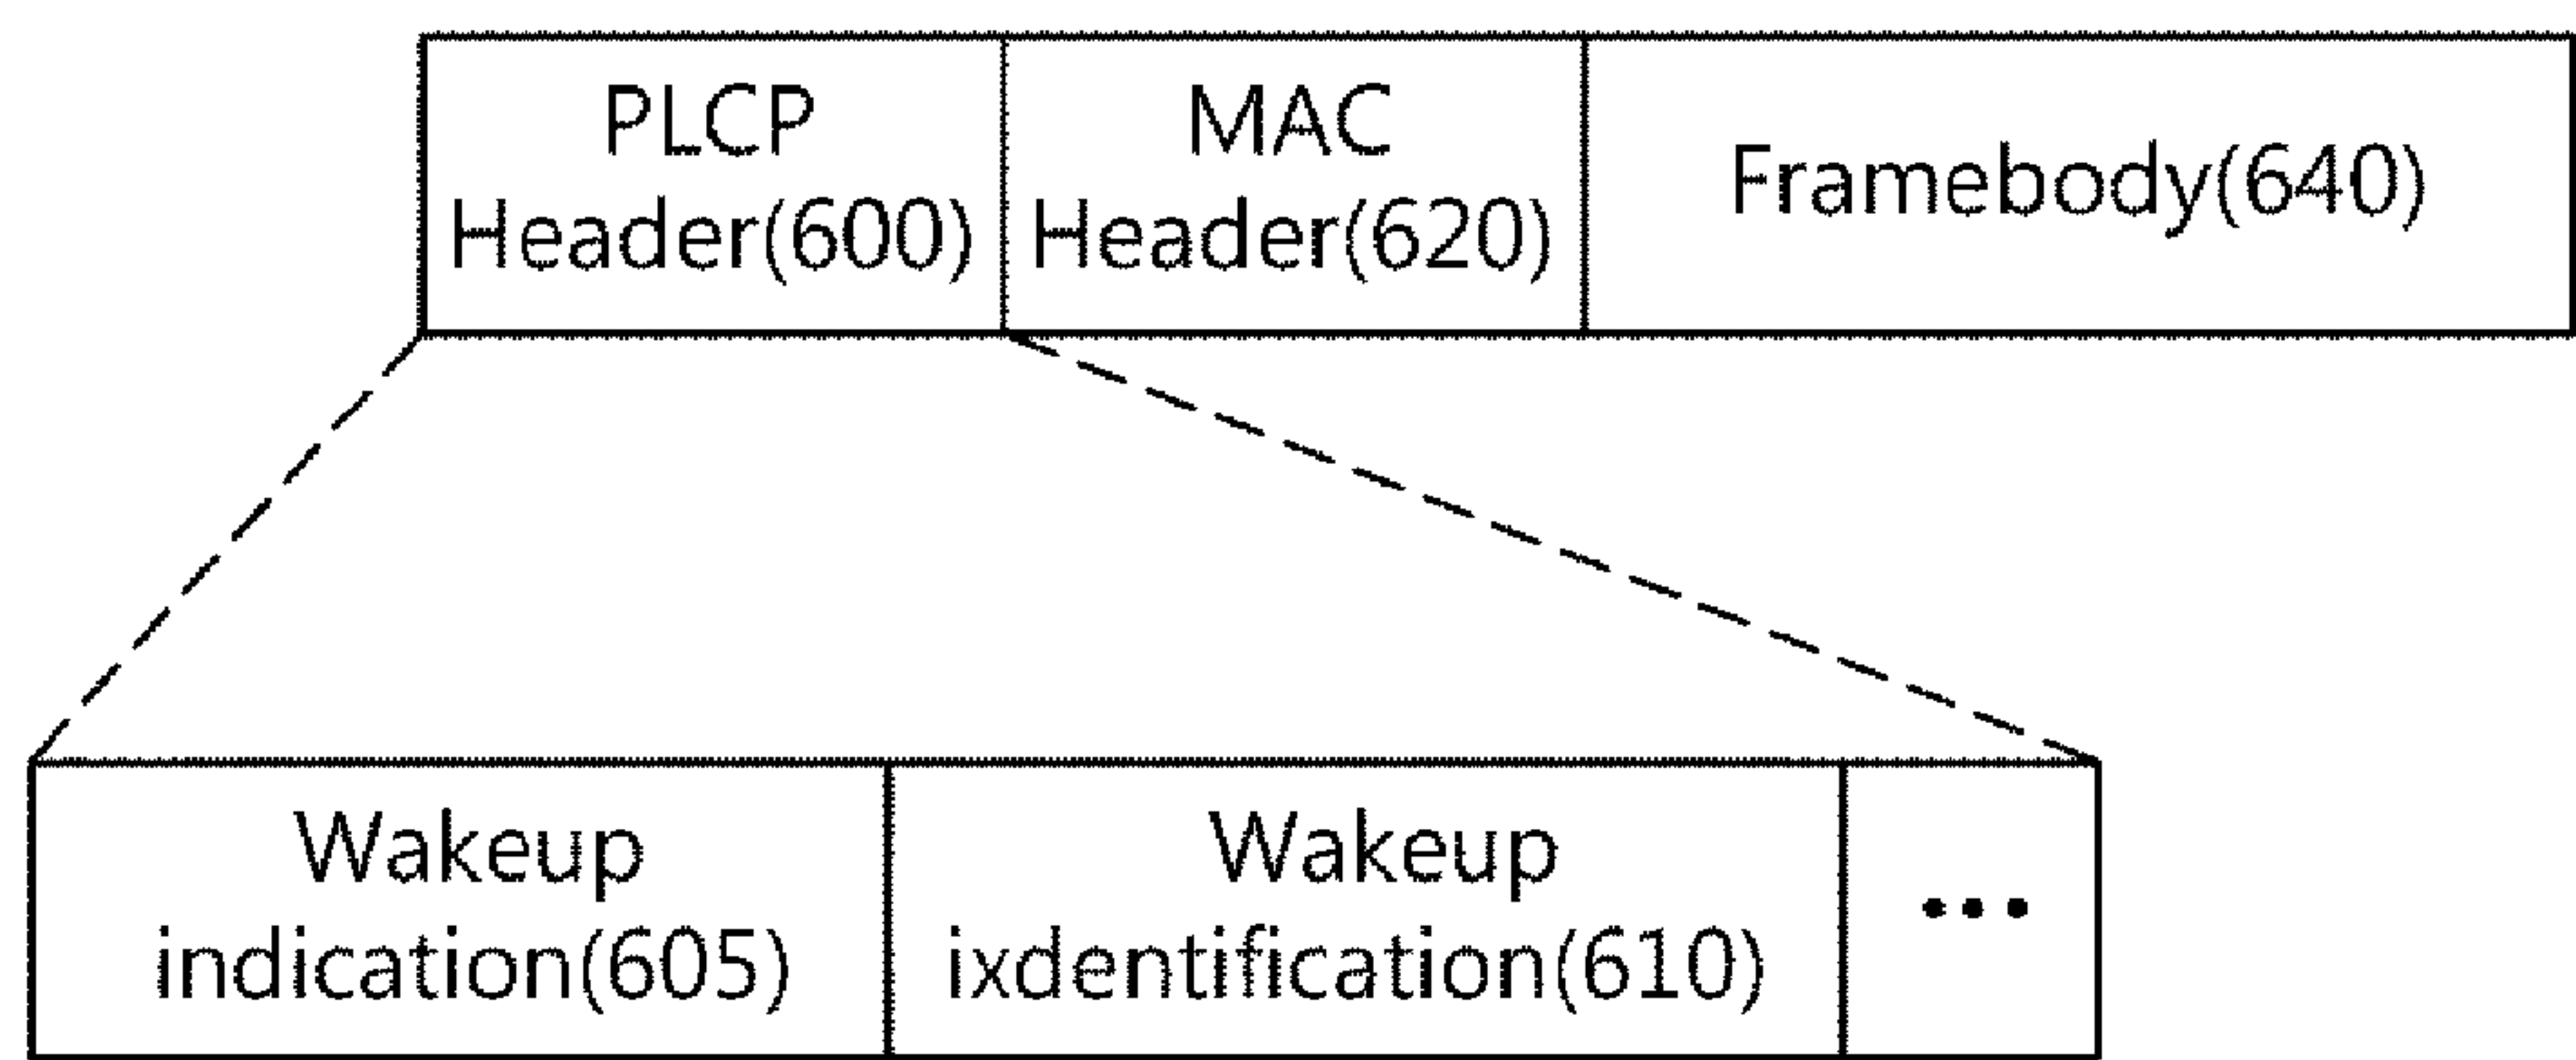 PLCP
Header(600)
MAC
Header(620)
Framebody(640)
Wakeup
indication(605)
Wakeup
ixdentification(610)
•••